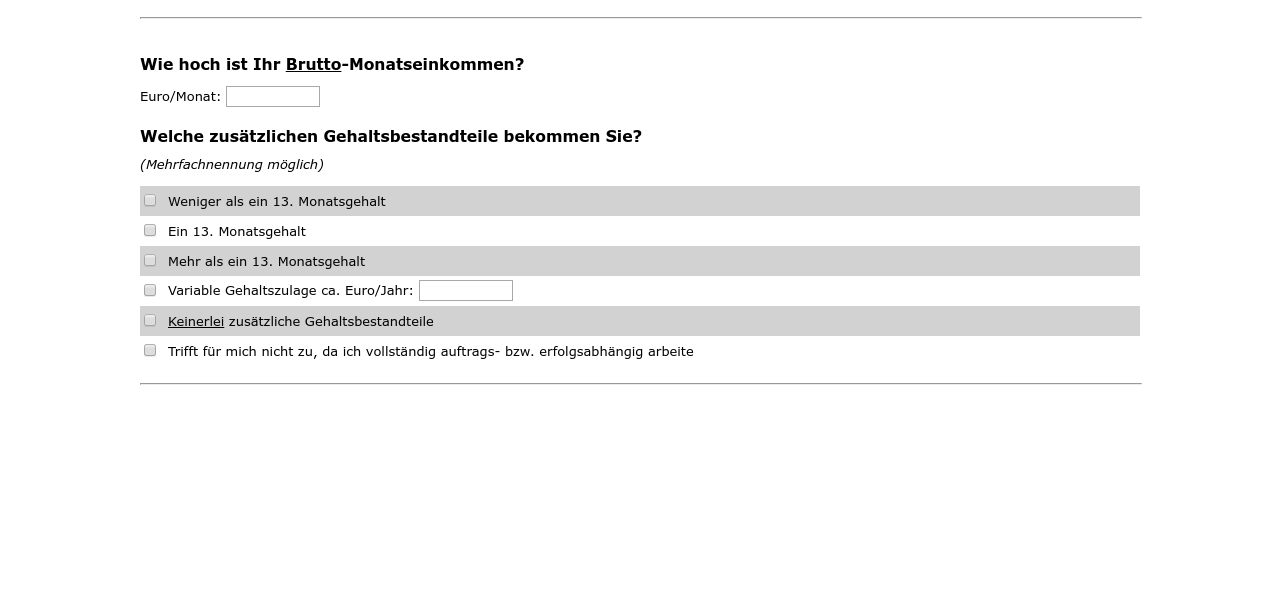 Wie hoch ist Ihr Brutto-Monatseinkommen?
Euro/Monat:
Welche zusätzlichen Gehaltsbestandteile bekommen Sie?
(Mehrfachnennung möglich)
Weniger als ein 13. Monatsgehalt
Ein 13. Monatsgehalt
Mehr als ein 13. Monatsgehalt
Variable Gehaltszulage ca. Euro/Jahr:
Keinerlei zusätzliche Gehaltsbestandteile
Trifft für mich nicht zu, da ich vollständig auftrags- bzw. erfolgsabhängig arbeite